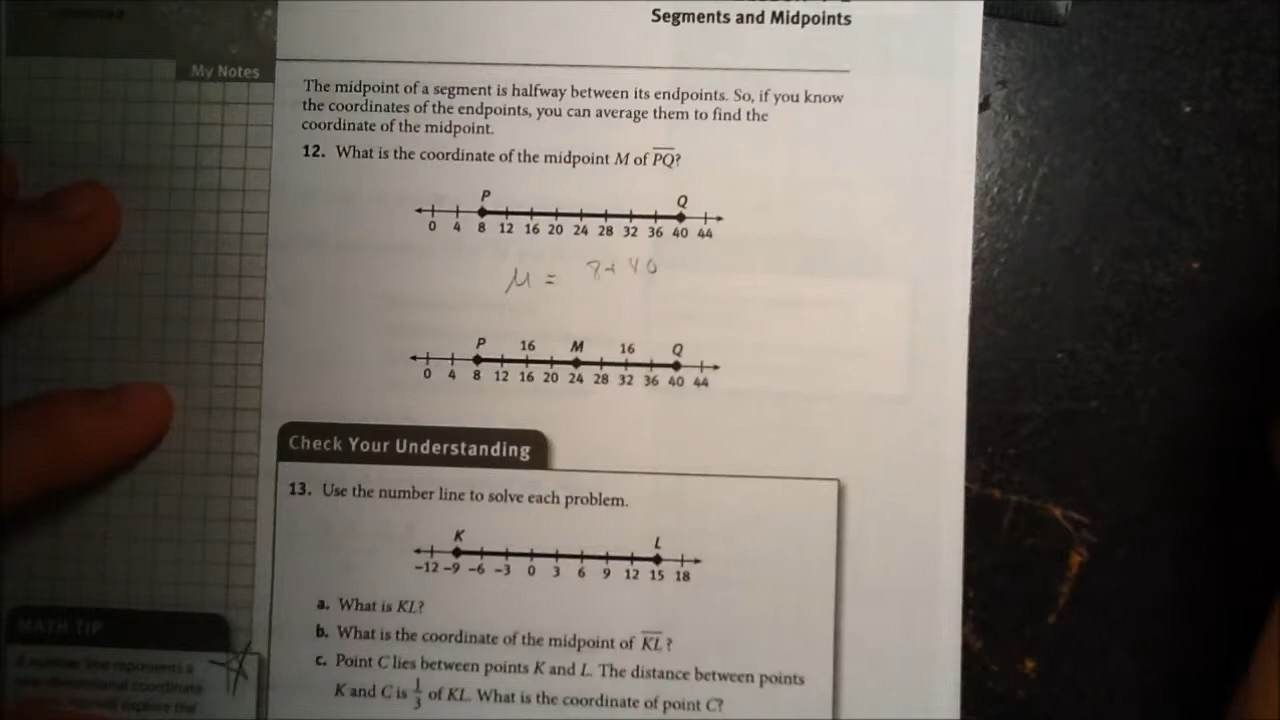 Segments and Midpoints
My Notes
The midpoint of a segment is halfway between its endpoints. So, if you know
the coordinates of the endpoints, you can average them to find the
coordinate of the midpoint.
12. What is the coordinate of the midpoint M of P̅Q̅?
P Q
0 4 8 12 16 20 24 28 32 36 40 44
M = 8+40
P 16 M 16 Q
0 4 8 12 16 20 24 28 32 36 40 44
Check Your Understanding
13. Use the number line to solve each problem.
K L
-12 -9 -6 -3 0 3 6 9 12 15 18
a. What is KL?
b. What is the coordinate of the midpoint of K̅L̅?
c. Point C lies between points K and L. The distance between points
K and C is 1/3 of KL. What is the coordinate of point C?
MATH TIP
A number line represents a